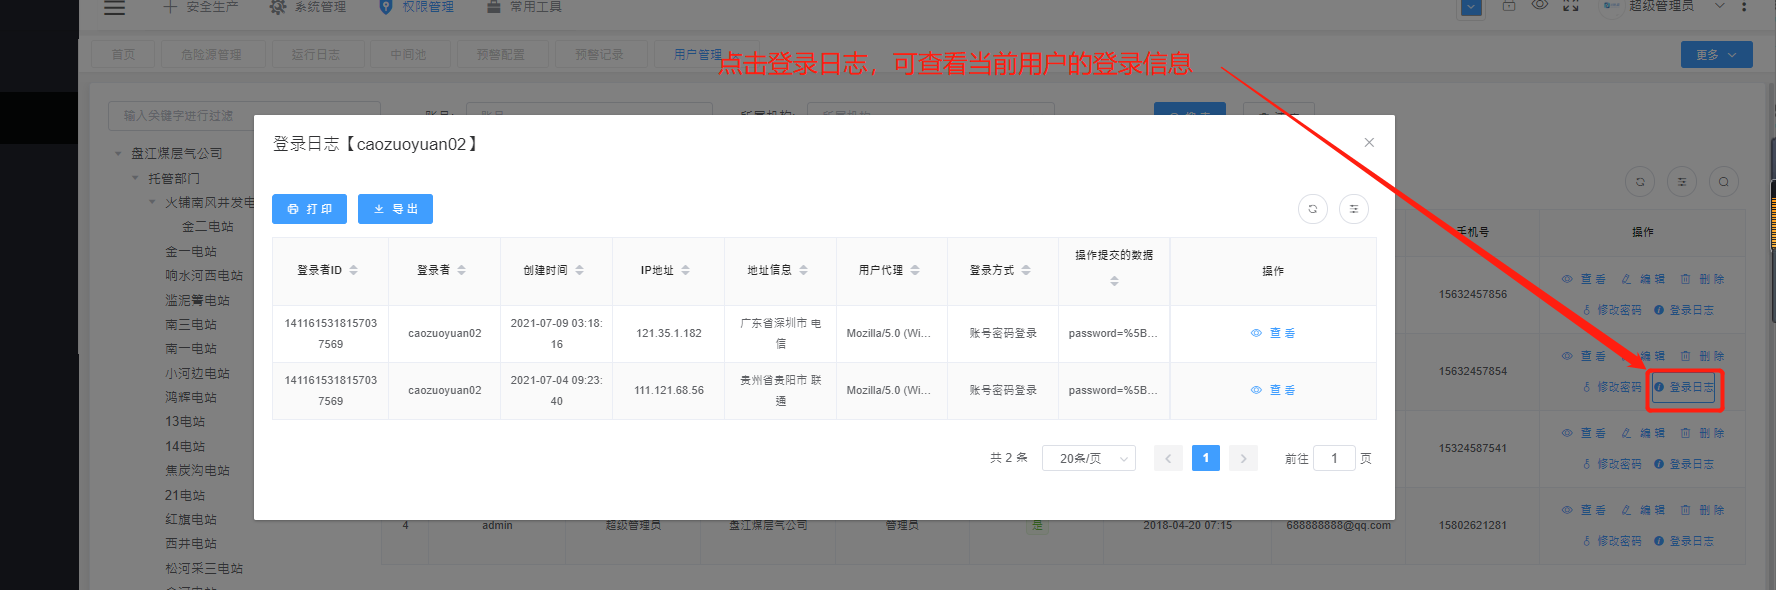 安全生产 系统管理 权限管理 常用工具 超级管理员
首页 危险源管理 运行日志 中间池 预警配置 预警记录 用户管理 更多
点击登录日志，可查看当前用户的登录信息
输入关键字进行过滤
登录日志【caozuoyuan02】
盘江煤层气公司
托管部门
打印 导出
火铺南风井发电
金二电站
手机号 操作
金一电站
登录者ID 登录者 创建时间 IP地址 地址信息 用户代理 登录方式 操作提交的数据 操作
响水河西电站
查看 编辑 删除
滥泥箐电站
15632457856
修改密码 登录日志
南三电站
141161531815703
7569
caozuoyuan02
2021-07-09 03:18:
16
121.35.1.182
广东省深圳市 电
信
Mozilla/5.0 (Wi...
账号密码登录
password=%5B...
查看
南一电站
查看 编辑 删除
小河边电站
15632457854
修改密码 登录日志
141161531815703
7569
caozuoyuan02
2021-07-04 09:23:
40
111.121.68.56
贵州省贵阳市 联
通
Mozilla/5.0 (Wi...
账号密码登录
password=%5B...
查看
鸿辉电站
13电站
查看 编辑 删除
14电站
15324587541
共 2 条 20条/页 1 前往 1 页
修改密码 登录日志
焦炭沟电站
21电站
查看 编辑 删除
红旗电站
4 admin 超级管理员 盘江煤层气公司 管理员 是 2018-04-20 07:15 688888888@qq.com 15802621281
修改密码 登录日志
西井电站
松河采三电站